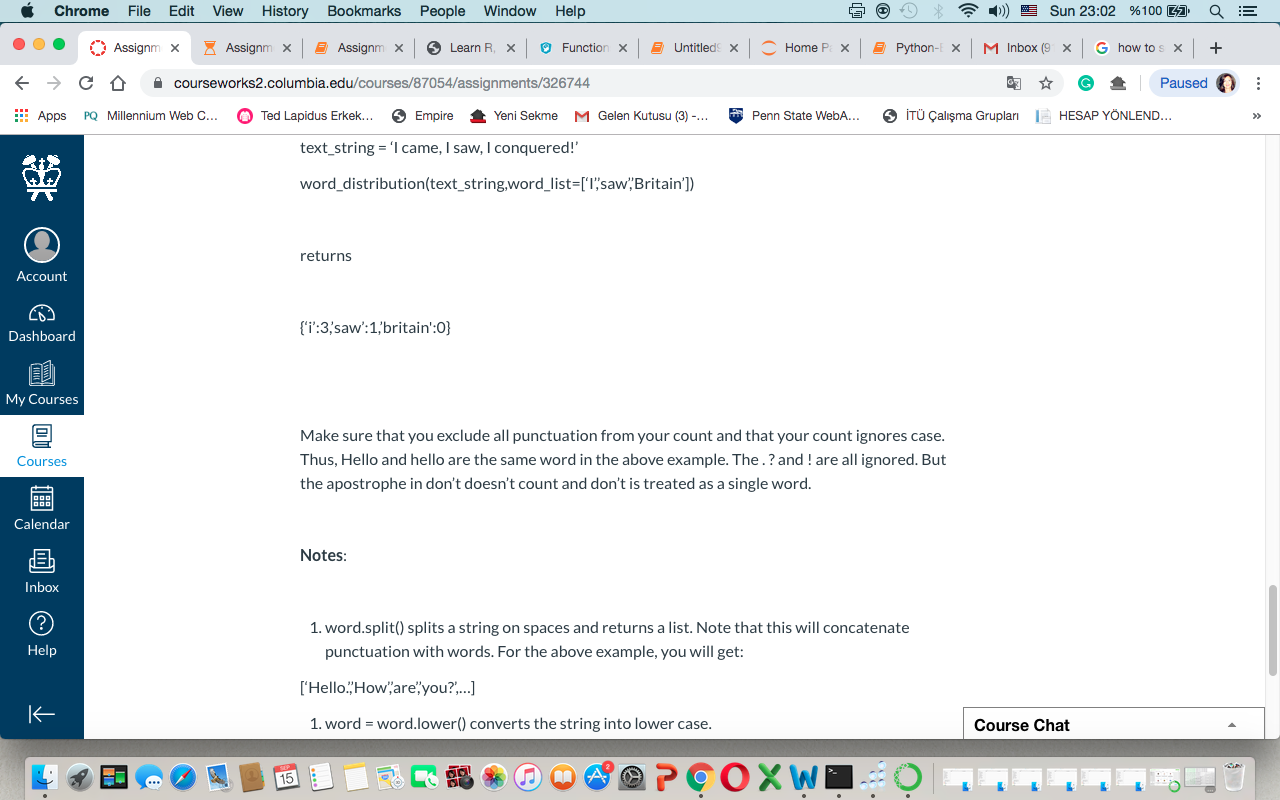 Chrome File Edit View History Bookmarks People Window Help Sun 23:02 %100
Assignm Assignm Assignm Learn R, Function Untitled Home P Python- Inbox (9 how to s
courseworks2.columbia.edu/courses/87054/assignments/326744 Paused
Apps PQ Millennium Web C... Ted Lapidus Erkek... Empire Yeni Sekme Gelen Kutusu (3) -... Penn State WebA... İTÜ Çalışma Grupları HESAP YÖNLEND... »
text_string = ‘I came, I saw, I conquered!’
word_distribution(text_string,word_list=[‘I’,’saw’,’Britain’])
returns
{‘i’:3,’saw’:1,’britain':0}
Make sure that you exclude all punctuation from your count and that your count ignores case.
Thus, Hello and hello are the same word in the above example. The . ? and ! are all ignored. But
the apostrophe in don’t doesn’t count and don’t is treated as a single word.
Notes:
1. word.split() splits a string on spaces and returns a list. Note that this will concatenate
punctuation with words. For the above example, you will get:
[‘Hello.’,’How’,’are’,’you?’,…]
1. word = word.lower() converts the string into lower case.
Account
Dashboard
My Courses
Courses
Calendar
Inbox
Help
Course Chat
SEP
15
2